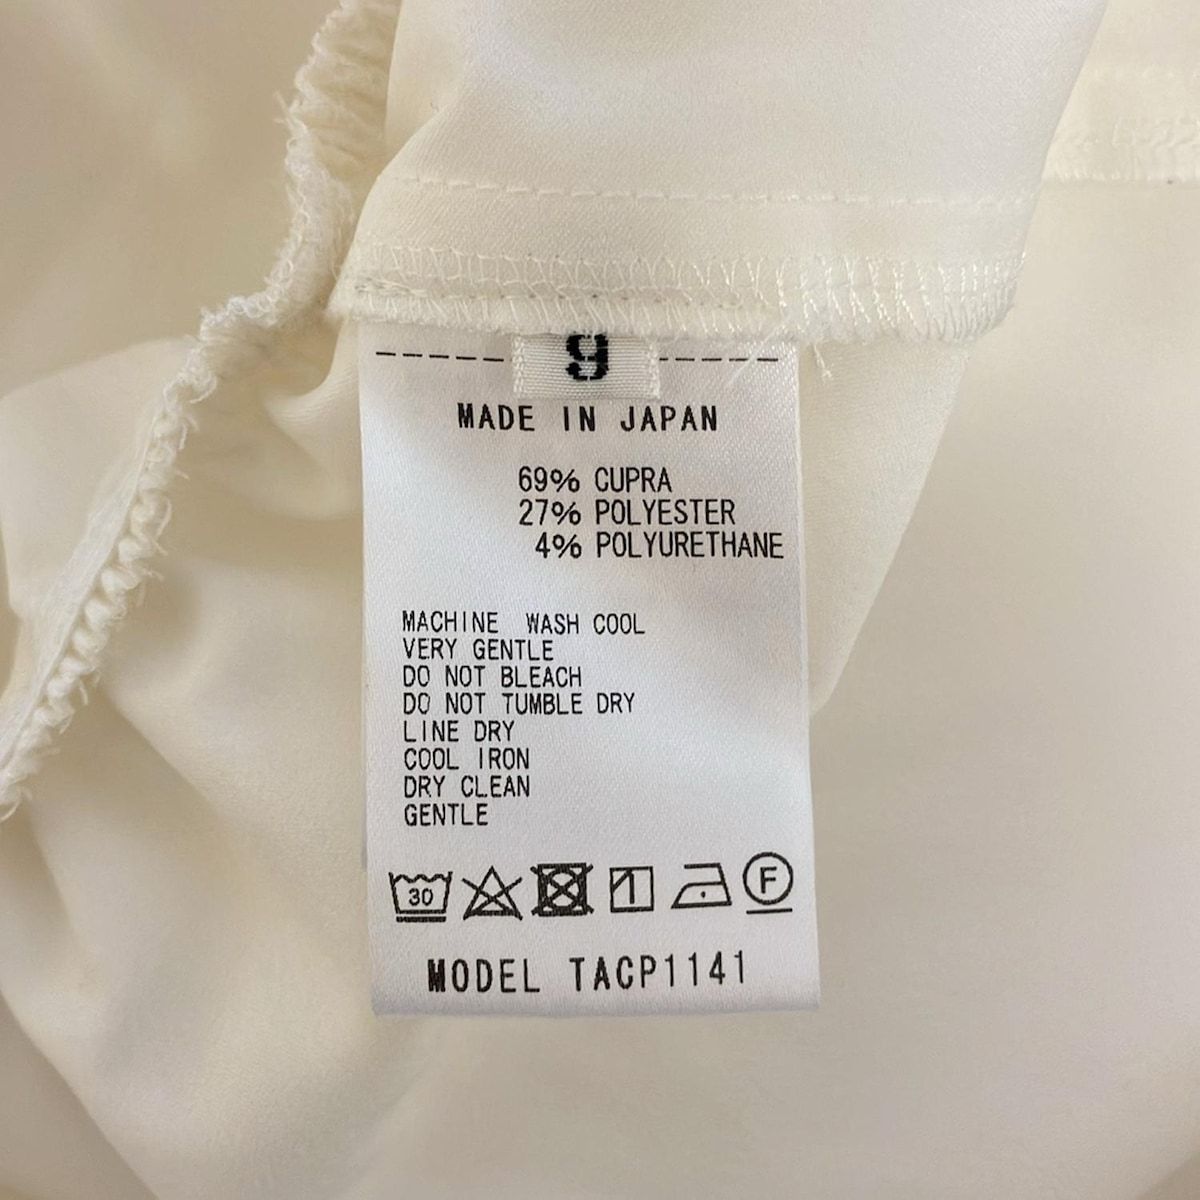 9
MADE IN JAPAN
69% CUPRA
27% POLYESTER
4% POLYURETHANE
MACHINE WASH COOL
VERY GENTLE
DO NOT BLEACH
DO NOT TUMBLE DRY
LINE DRY
COOL IRON
DRY CLEAN
GENTLE
30 F
MODEL TACP1141